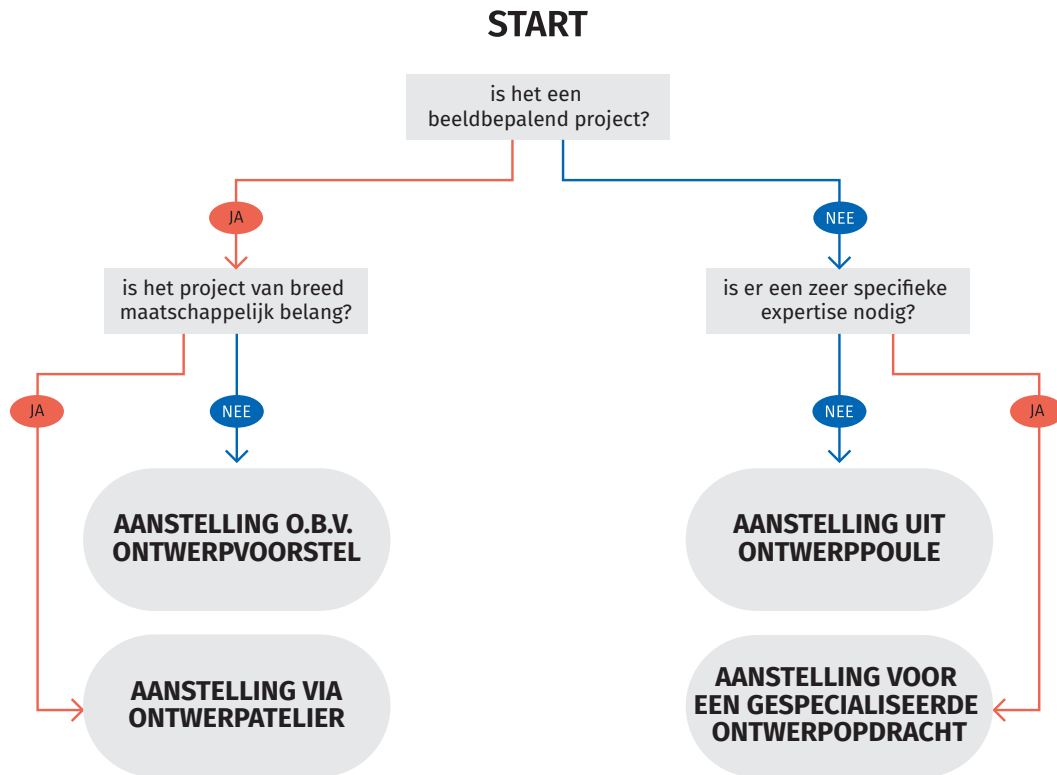 START
is het een
beeldbepalend project?
JA
NEE
is het project van breed
maatschappelijk belang?
is er een zeer specifieke
expertise nodig?
JA
NEE
NEE
JA
AANSTELLING O.B.V.
ONTWERPVOORSTEL
AANSTELLING UIT
ONTWERPPOULE
AANSTELLING VIA
ONTWERPATELIER
AANSTELLING VOOR
EEN GESPECIALISEERDE
ONTWERPOPDRACHT